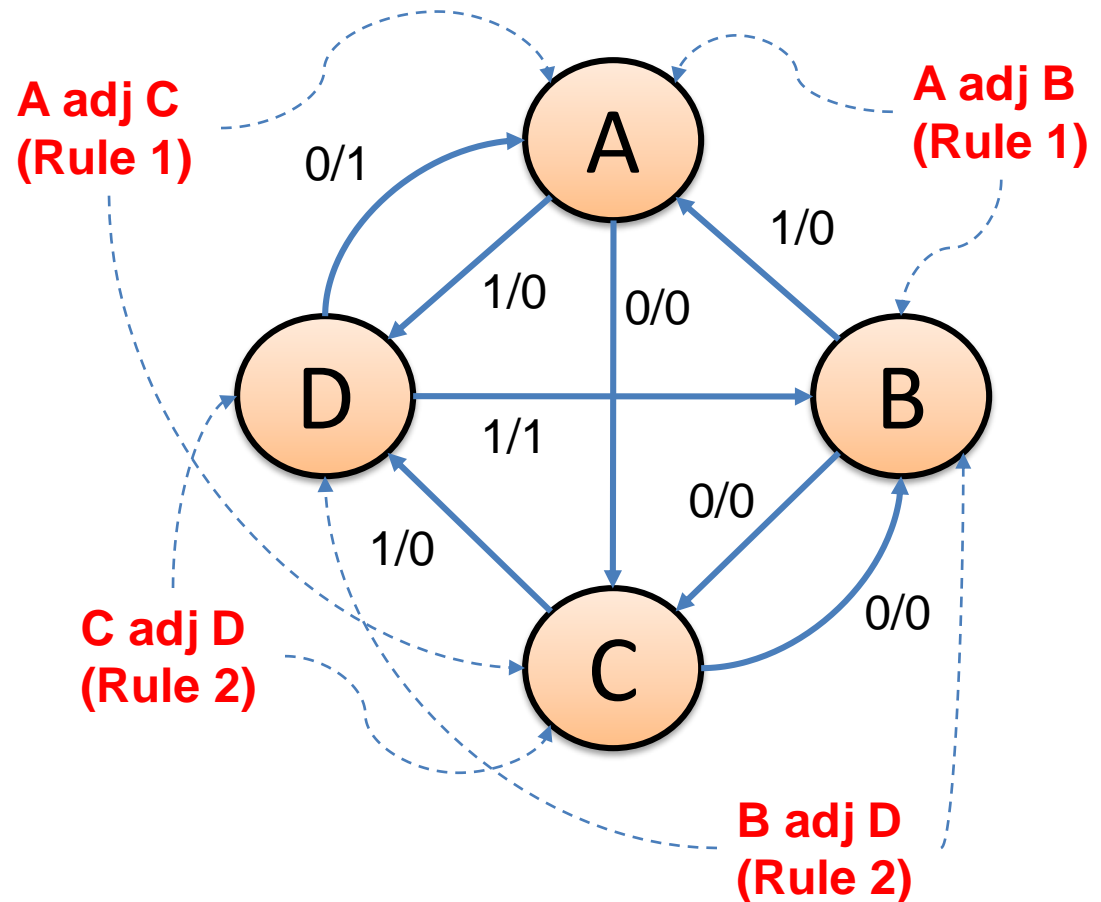 A adj C
(Rule 1)
A
A adj B
(Rule 1)
0/1
1/0
1/0
0/0
D
B
1/1
0/0
1/0
0/0
C adj D
(Rule 2)
C
B adj D
(Rule 2)